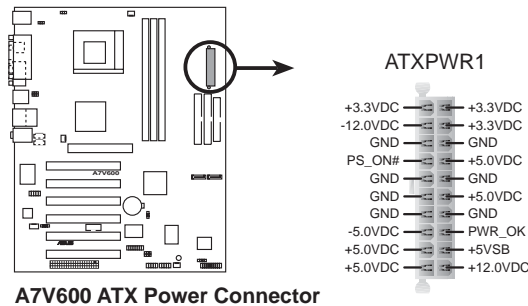 ATXPWR1
+3.3VDC +3.3VDC
-12.0VDC +3.3VDC
GND GND
PS_ON# +5.0VDC
GND GND
GND +5.0VDC
GND GND
-5.0VDC PWR_OK
+5.0VDC +5VSB
+5.0VDC +12.0VDC
A7V600
ASUS
A7V600 ATX Power Connector